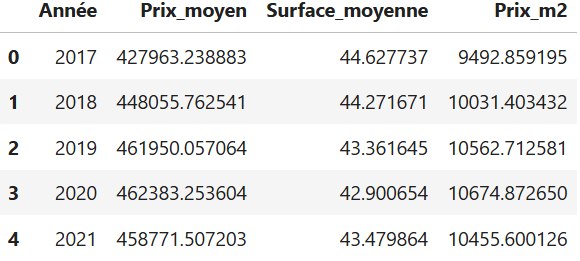 Année Prix_moyen Surface_moyenne Prix_m2
0 2017 427963.238883 44.627737 9492.859195
1 2018 448055.762541 44.271671 10031.403432
2 2019 461950.057064 43.361645 10562.712581
3 2020 462383.253604 42.900654 10674.872650
4 2021 458771.507203 43.479864 10455.600126